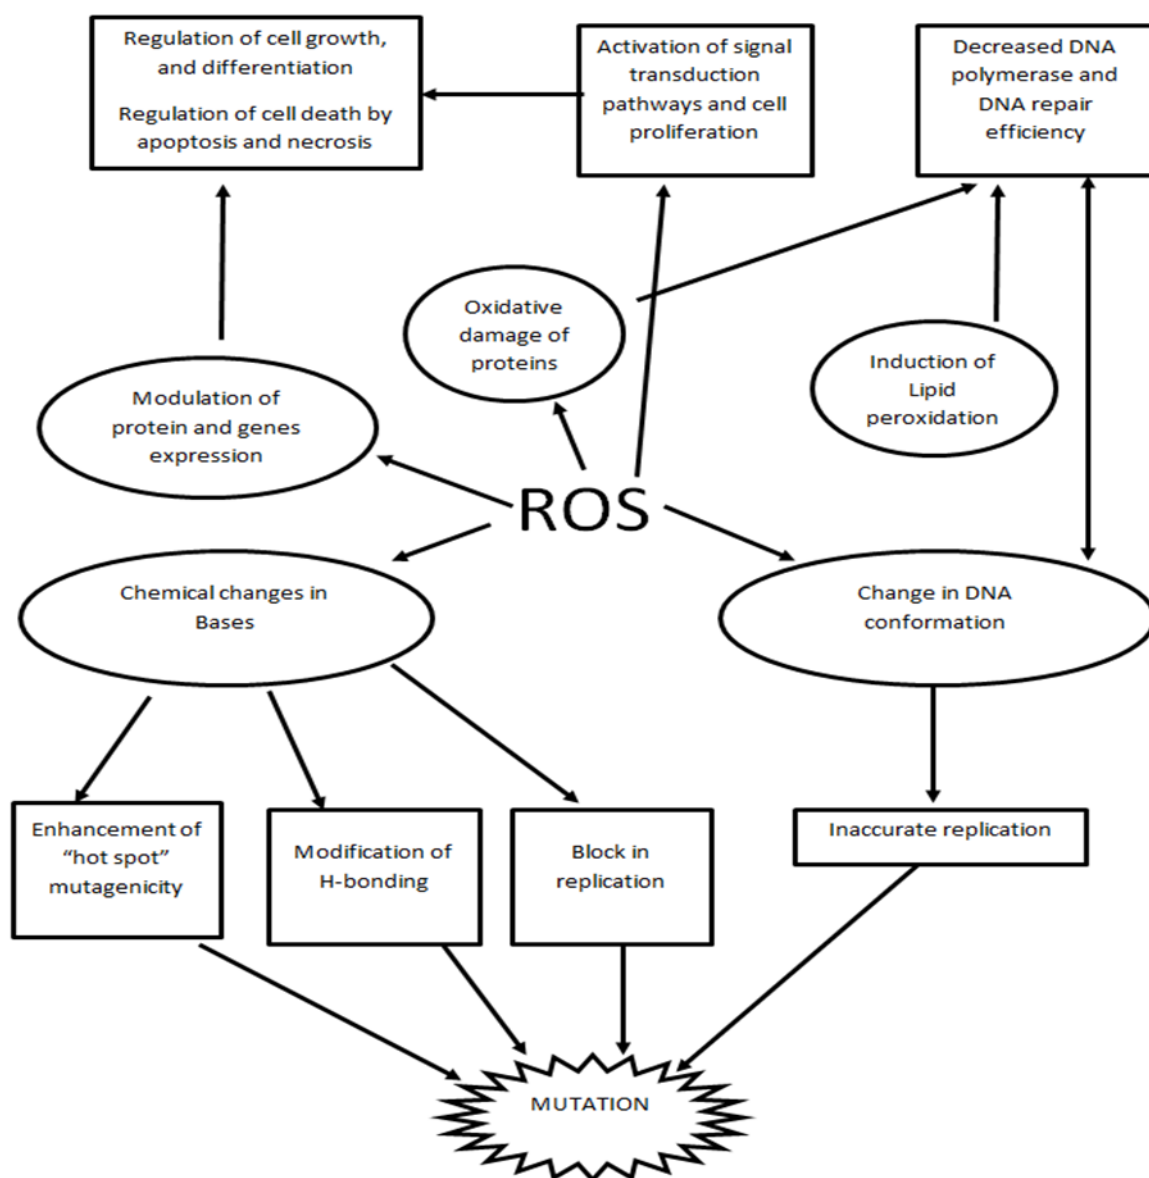 Regulation of cell growth,
and differentiation
Regulation of cell death by
apoptosis and necrosis
Activation of signal
transduction
pathways and cell
proliferation
Decreased DNA
polymerase and
DNA repair
efficiency
Oxidative
damage of
proteins
Induction of
Lipid
peroxidation
Modulation of
protein and genes
expression
ROS
Chemical changes in
Bases
Change in DNA
conformation
Enhancement of
“hot spot”
mutagenicity
Modification of
H-bonding
Block in
replication
Inaccurate replication
MUTATION